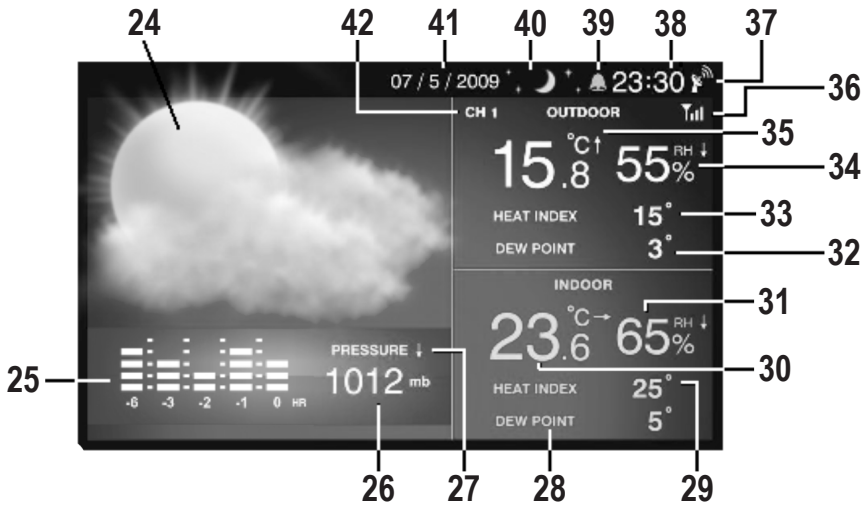 24 42 41 40 39 38 37
07 / 5 / 2009 23:30
36
CH 1 OUTDOOR
35
15.8 °C↑ 55% RH ↓
34
HEAT INDEX 15°
33
DEW POINT 3°
32
INDOOR
31
23.6 °C→ 65% RH ↓
30
PRESSURE ↓
25
1012 mb
HEAT INDEX 25°
-6 -3 -2 -1 0 HR
DEW POINT 5°
26 27 28 29